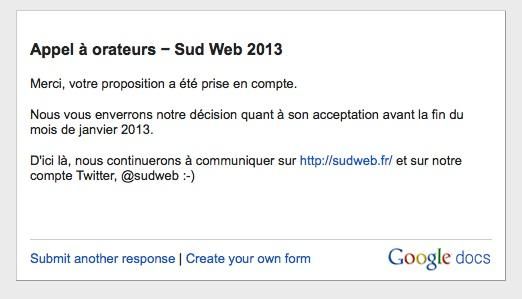 Appel à orateurs − Sud Web 2013
Merci, votre proposition a été prise en compte.
Nous vous enverrons notre décision quant à son acceptation avant la fin du
mois de janvier 2013.
D'ici là, nous continuerons à communiquer sur http://sudweb.fr/ et sur notre
compte Twitter, @sudweb :-)
Submit another response | Create your own form
Google docs